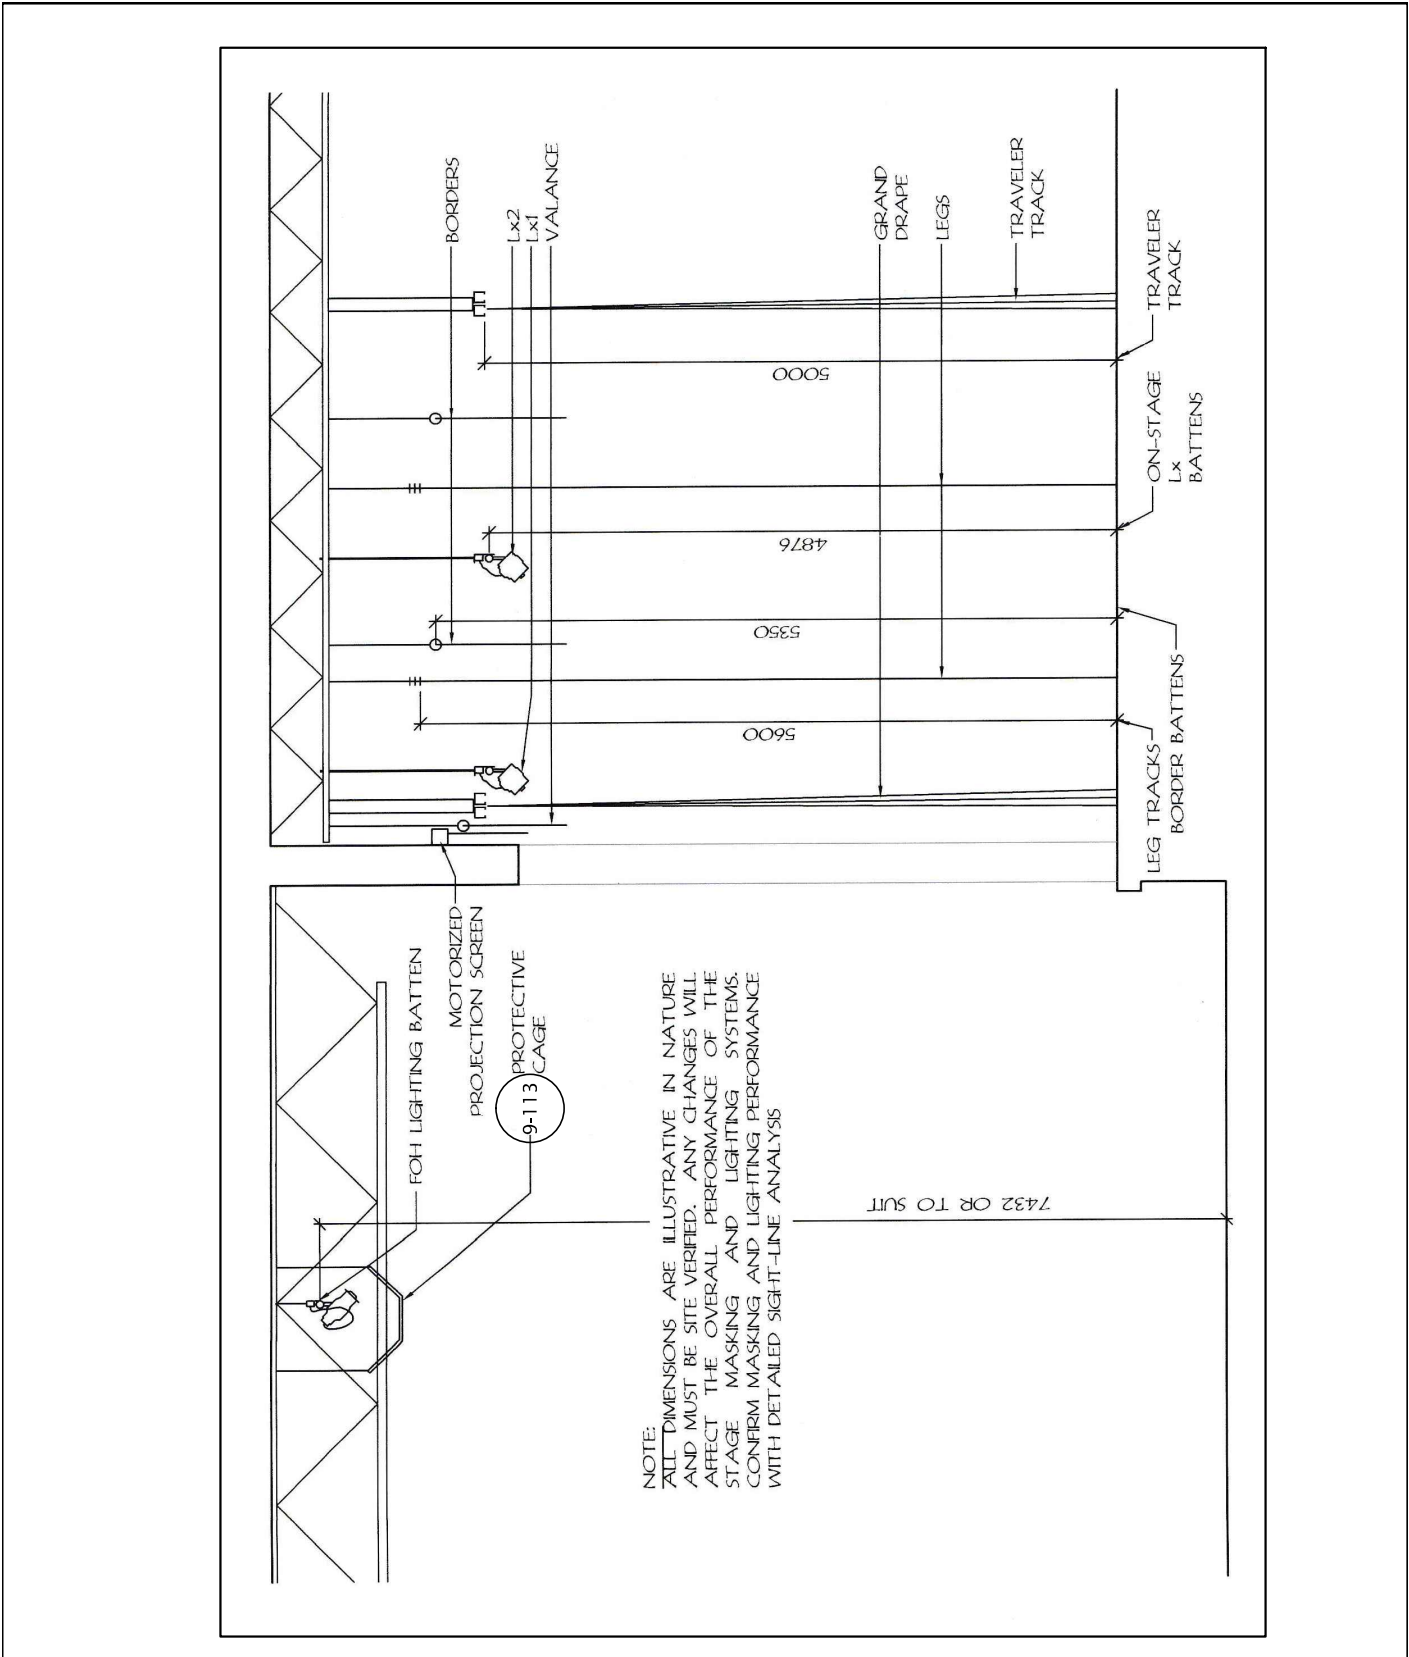 BORDERS
Lx2
Lx1
VALANCE
GRAND
DRAPE
LEGS
TRAVELER
TRACK
5000
4876
5350
5600
TRAVELER
TRACK
ON-STAGE
Lx
BATTENS
BORDER BATTENS
LEG TRACKS
FOH LIGHTING BATTEN
MOTORIZED
PROJECTION SCREEN
PROTECTIVE
CAGE
9-113
NOTE:
ALL DIMENSIONS ARE ILLUSTRATIVE IN NATURE
AND MUST BE SITE VERIFIED. ANY CHANGES WILL
AFFECT THE OVERALL PERFORMANCE OF THE
STAGE MASKING AND LIGHTING SYSTEMS.
CONFIRM MASKING AND LIGHTING PERFORMANCE
WITH DETAILED SIGHT-LINE ANALYSIS
7432 OR TO SUIT